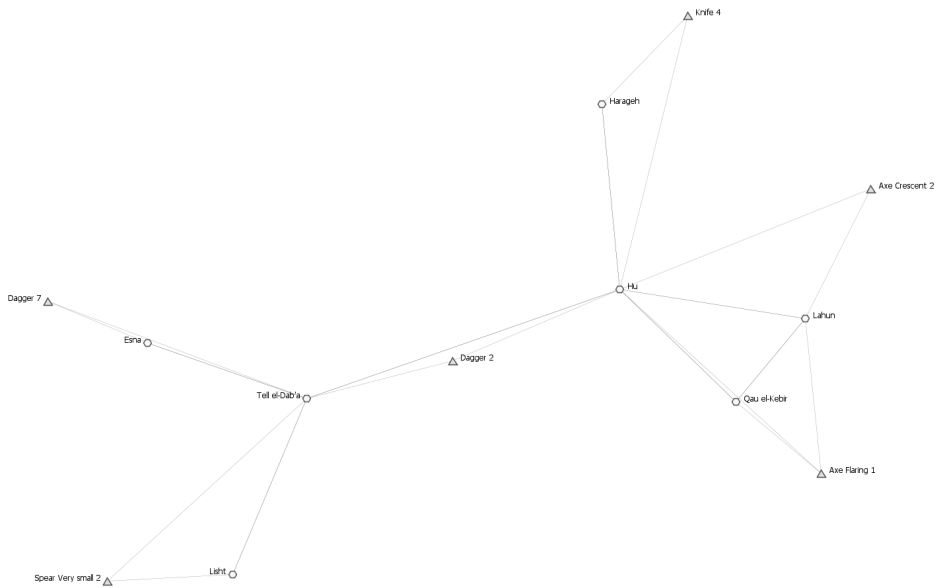 Knife 4
Harageh
Axe Crescent 2
Hu
Dagger 7
Lahun
Esna
Dagger 2
Tell el-Dab'a
Qau el-Kebir
Axe Flaring 1
Lisht
Spear Very small 2